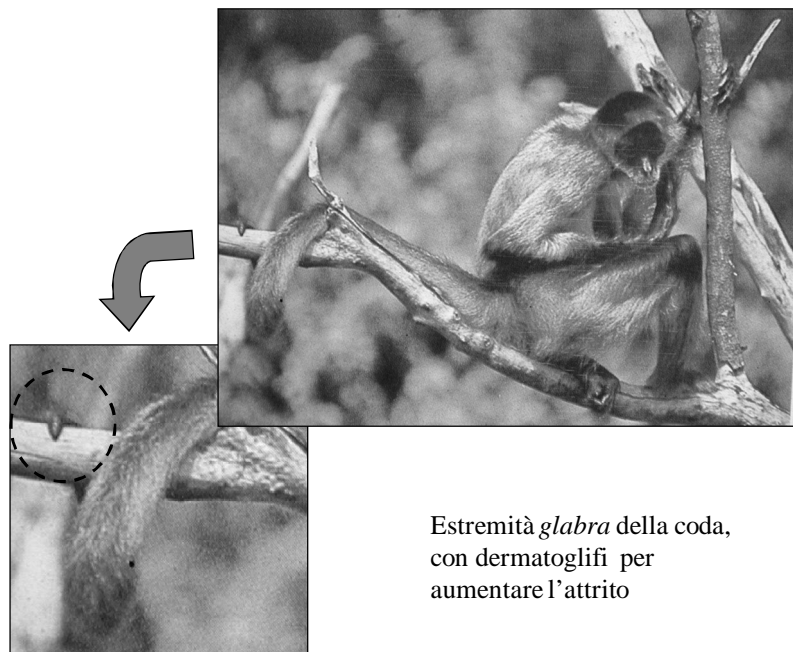 Estremità glabra della coda,
con dermatoglifi per
aumentare l'attrito